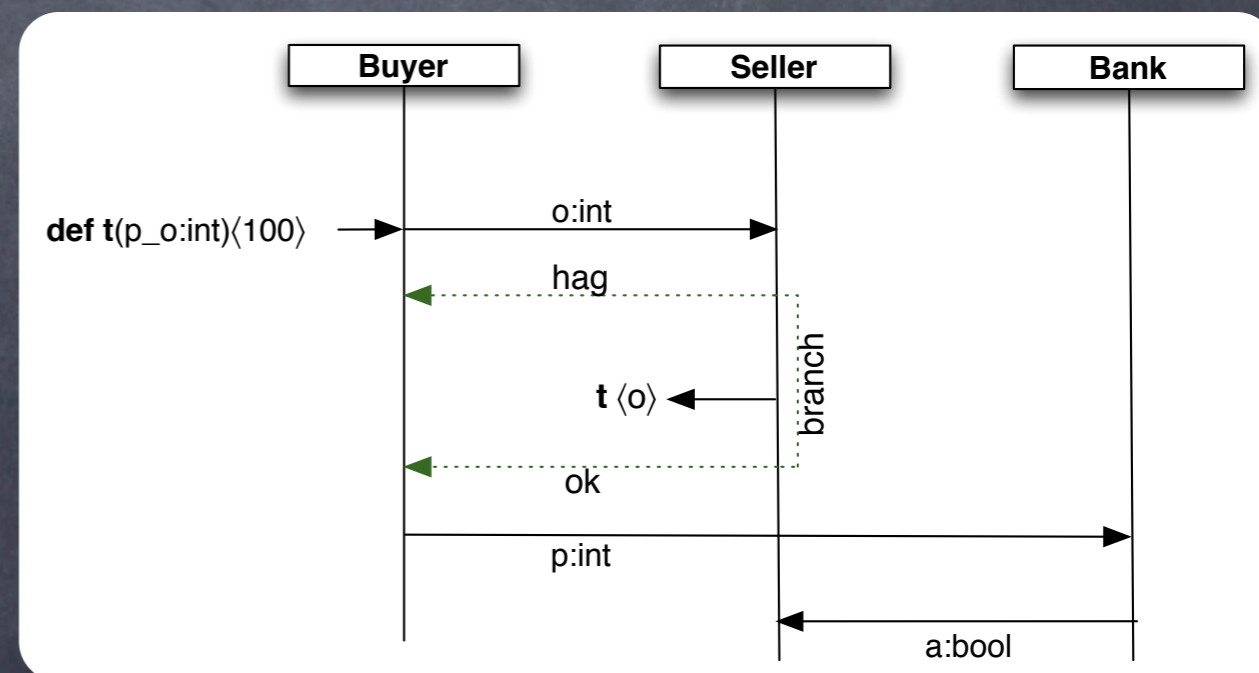 Buyer
Seller
Bank
def t(p_o:int)⟨100⟩
o:int
hag
branch
t ⟨o⟩
ok
p:int
a:bool